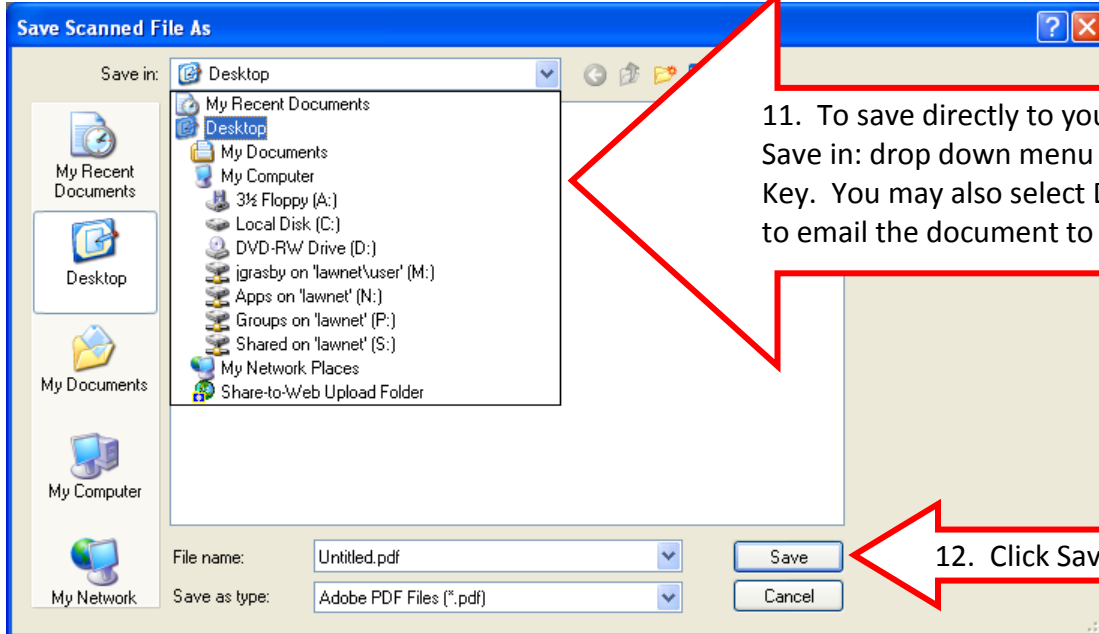 Save Scanned File As
Save in: Desktop
My Recent Documents
Desktop
My Documents
My Computer
3½ Floppy (A:)
Local Disk (C:)
DVD-RW Drive (D:)
jgrasby on 'lawnet\user' (M:)
Apps on 'lawnet' (N:)
Groups on 'lawnet' (P:)
Shared on 'lawnet' (S:)
My Network Places
Share-to-Web Upload Folder
My Recent
Documents
Desktop
My Documents
My Computer
My Network
11. To save directly to
Save in: drop down menu
Key. You may also select
to email the document to
File name: Untitled.pdf
Save
12. Click
Save as type: Adobe PDF Files (*.pdf)
Cancel